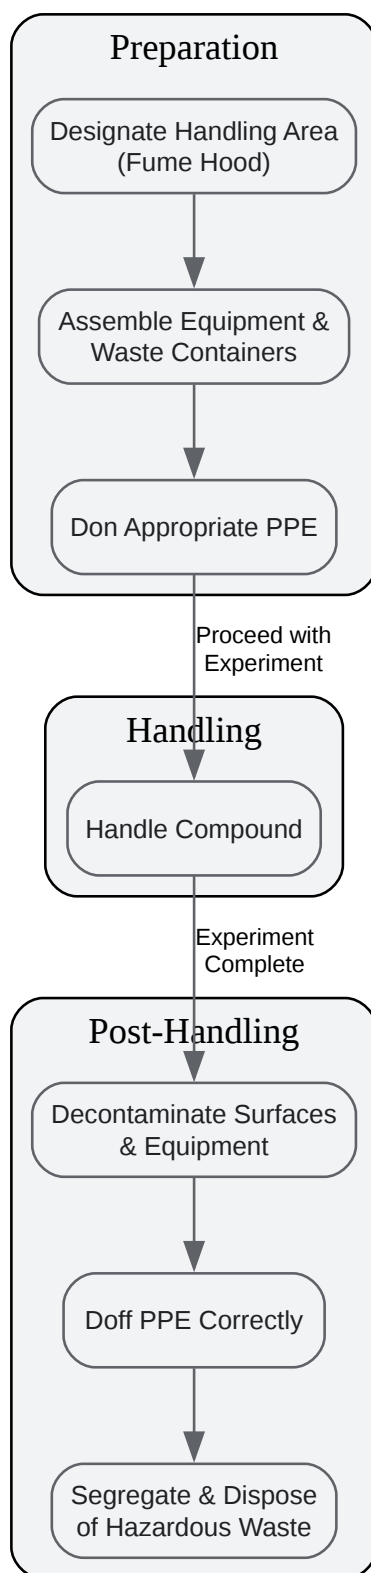 Preparation
Designate Handling Area
(Fume Hood)
Assemble Equipment &
Waste Containers
Don Appropriate PPE
Proceed with
Experiment
Handling
Handle Compound
Experiment
Complete
Post-Handling
Decontaminate Surfaces
& Equipment
Doff PPE Correctly
Segregate & Dispose
of Hazardous Waste